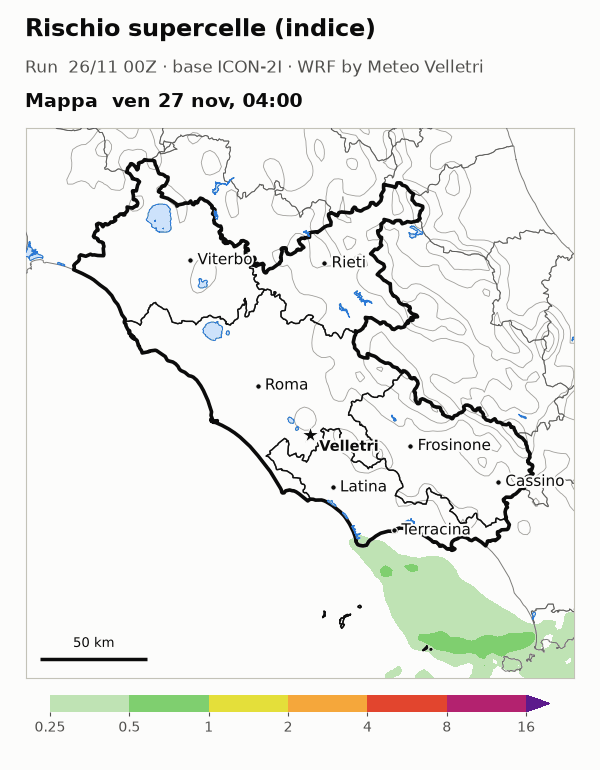 Rischio supercelle (indice)
Run 26/11 00Z · base ICON-2I · WRF by Meteo Velletri
Mappa ven 27 nov, 04:00
Viterbo
Rieti
Roma
Velletri
Frosinone
Cassino
Latina
Terracina
50 km
0.25 0.5 1 2 4 8 16